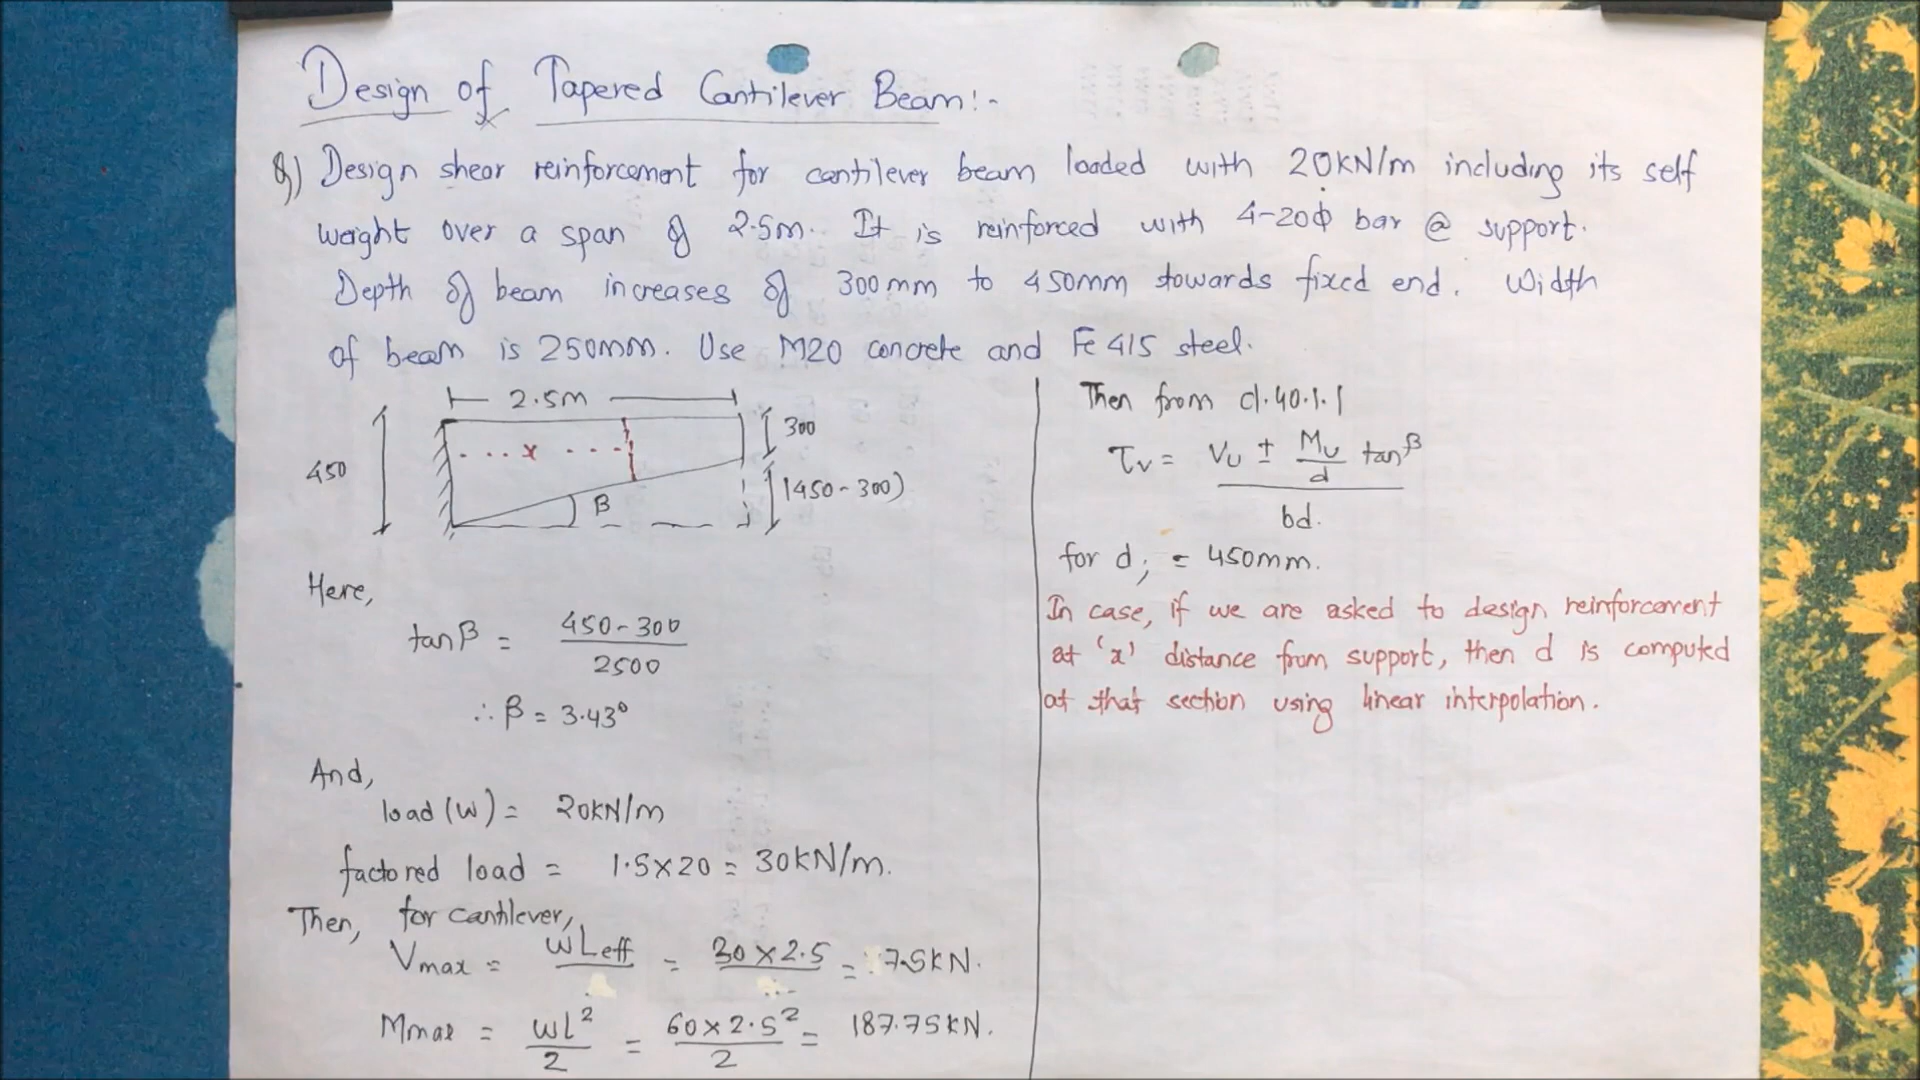 Design of Tapered Cantilever Beam:-
Q) Design shear reinforcement for cantilever beam loaded with 20KN/m including its self
weight over a span of 2.5m. It is reinforced with 4-20ϕ bar @ support.
Depth of beam increases of 300mm to 450mm towards fixed end. Width
of beam is 250mm. Use M20 concrete and Fe 415 steel.
2.5m
300
x
450
(450-300)
β
Here,
tanβ = 450-300 / 2500
∴ β = 3.43°
And,
load (w) = 20KN/m
factored load = 1.5×20 = 30KN/m.
Then, for cantilever,
Vmax = wLeff = 30×2.5 = 75KN.
Mmax = wl²/2 = 60×2.5²/2 = 187.75KN.
Then from cl.40.1.1
τv = Vu ± Mu/d tanβ / bd.
for d, = 450mm.
In case, if we are asked to design reinforcement
at 'x' distance from support, then d is computed
at that section using linear interpolation.